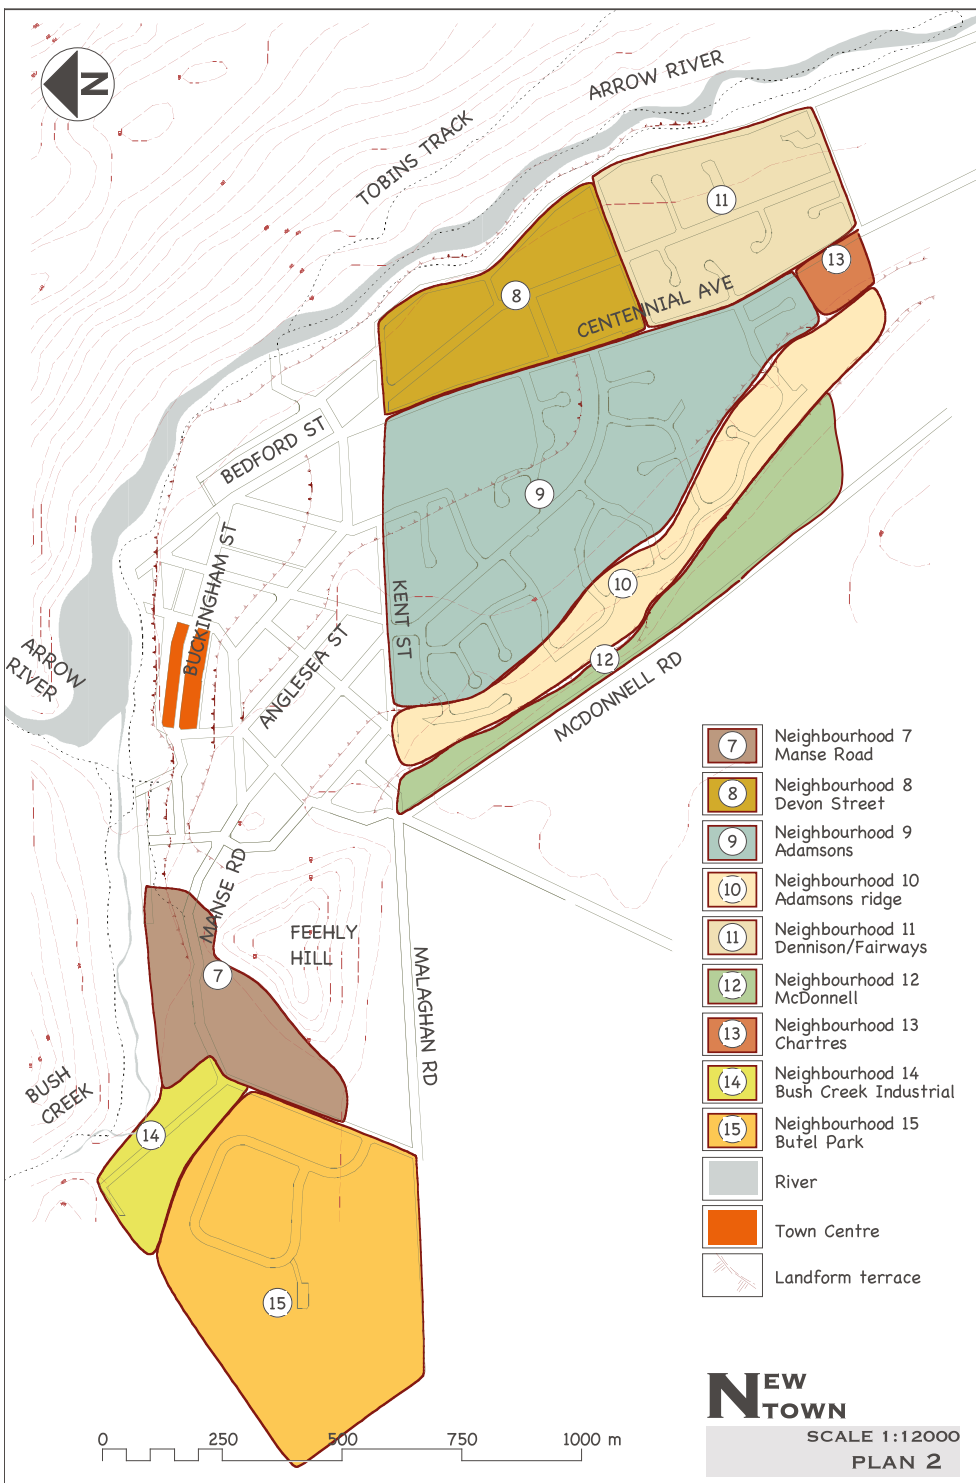 N
ARROW RIVER
TOBINS TRACK
11
13
8
CENTENNIAL AVE
BEDFORD ST
9
BUCKINGHAM ST
KENT ST
10
ANGLESEA ST
12
MCDONNELL RD
ARROW
RIVER
MANSE RD
FEEHLY
HILL
7
MALAGHAN RD
BUSH
CREEK
14
15
7
Neighbourhood 7
Manse Road
8
Neighbourhood 8
Devon Street
9
Neighbourhood 9
Adamsons
10
Neighbourhood 10
Adamsons ridge
11
Neighbourhood 11
Dennison/Fairways
12
Neighbourhood 12
McDonnell
13
Neighbourhood 13
Chartres
14
Neighbourhood 14
Bush Creek Industrial
15
Neighbourhood 15
Butel Park
River
Town Centre
Landform terrace
0 250 500 750 1000 m
NEW
TOWN
SCALE 1:12000
PLAN 2